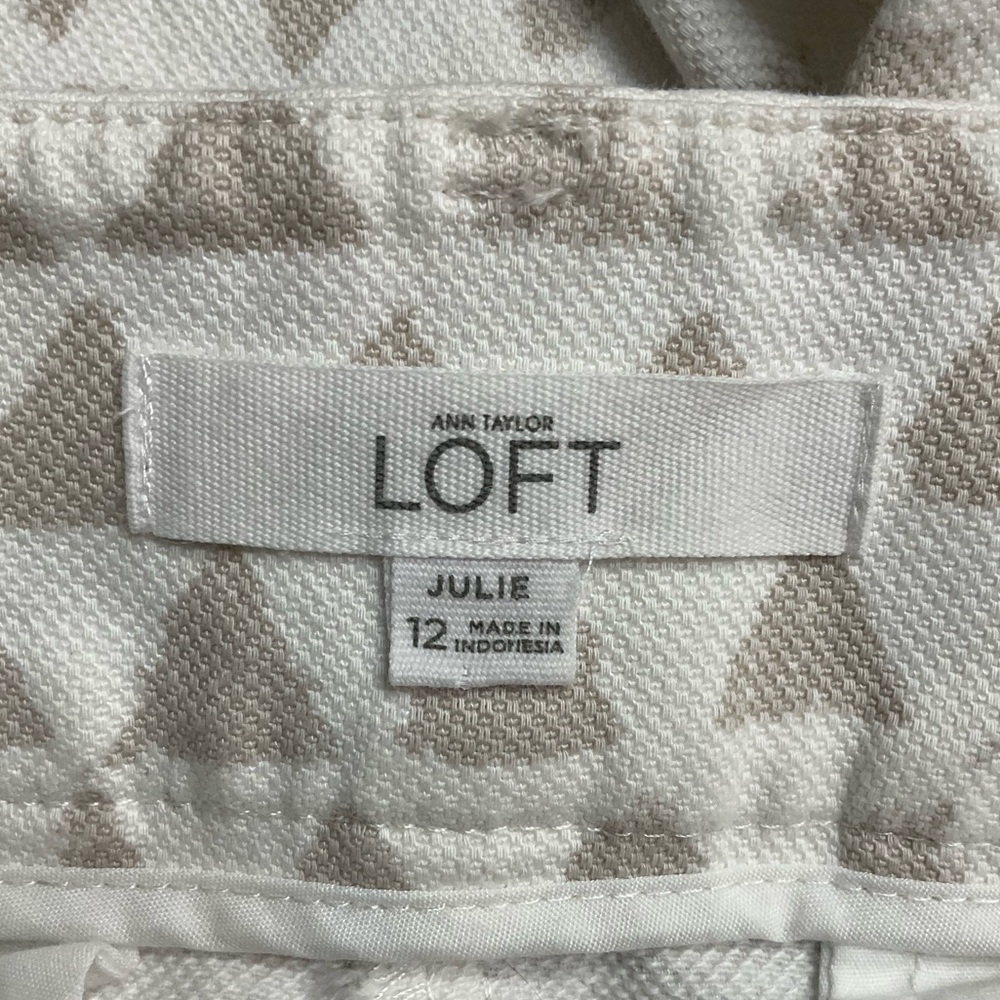 ANN TAYLOR
LOFT
JULIE
12 MADE IN
INDONESIA